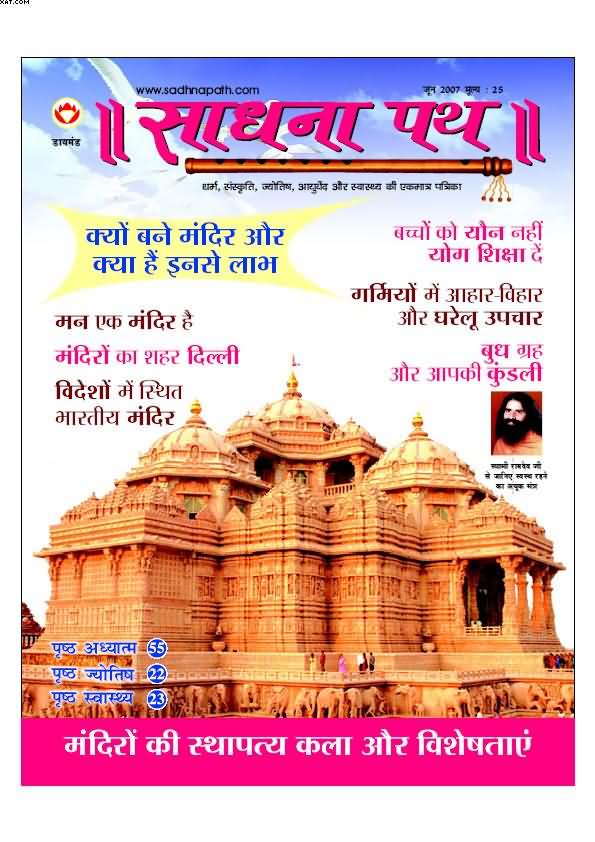 XAT.COM
www.sadhnapath.com
जून 2007 मूल्य : 25
डायमंड
॥ साधना पथ ॥
धर्म, संस्कृति, ज्योतिष, आयुर्वेद और स्वास्थ्य की एकमात्र पत्रिका
क्यों बने मंदिर और
क्या हैं इनसे लाभ
बच्चों को यौन नहीं
योग शिक्षा दें
गर्मियों में आहार-विहार
और घरेलू उपचार
मन एक मंदिर है
मंदिरों का शहर दिल्ली
विदेशों में स्थित
भारतीय मंदिर
बुध ग्रह
और आपकी कुंडली
स्वामी रामदेव जी
से जानिए स्वस्थ रहने
का अचूक मंत्र
पृष्ठ अध्यात्म 55
पृष्ठ ज्योतिष 22
पृष्ठ स्वास्थ्य 23
मंदिरों की स्थापत्य कला और विशेषताएं